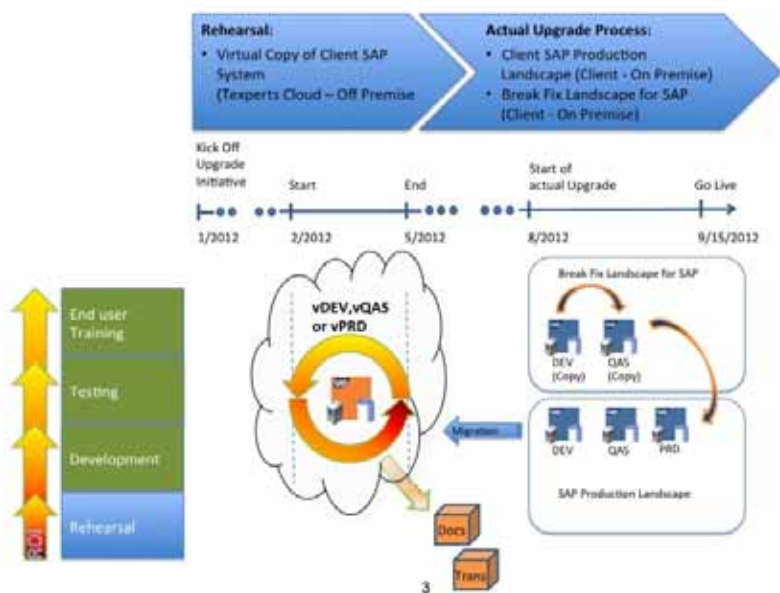 Rehearsal:
• Virtual Copy of Client SAP
System
(Texperts Cloud – Off Premise
Actual Upgrade Process:
• Client SAP Production
Landscape (Client - On Premise)
• Break Fix Landscape for SAP
(Client - On Premise)
Kick Off
Upgrade
Initiative
Start
End
Start of
actual Upgrade
Go Live
1/2012
2/2012
5/2012
8/2012
9/15/2012
End user
Training
Testing
Development
Rehearsal
ROI
vDEV,vQAS
or vPRD
SAP
Break Fix Landscape for SAP
DEV
(Copy)
QAS
(Copy)
Migration
DEV
QAS
PRD
SAP Production Landscape
Docs
Trans
3